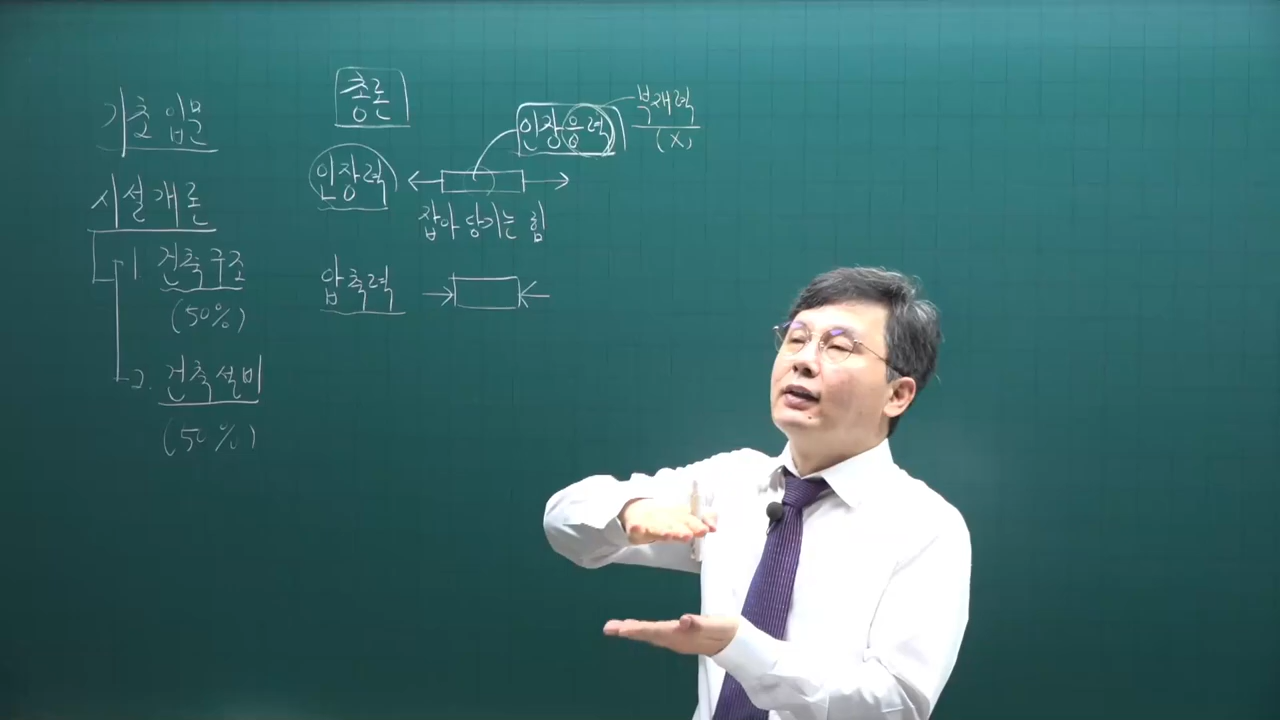 기초입문
시설개론
1. 건축구조
(50%)
2. 건축설비
(50%)
총론
인장력
인장응력
부재력
(X)
잡아 당기는 힘
압축력